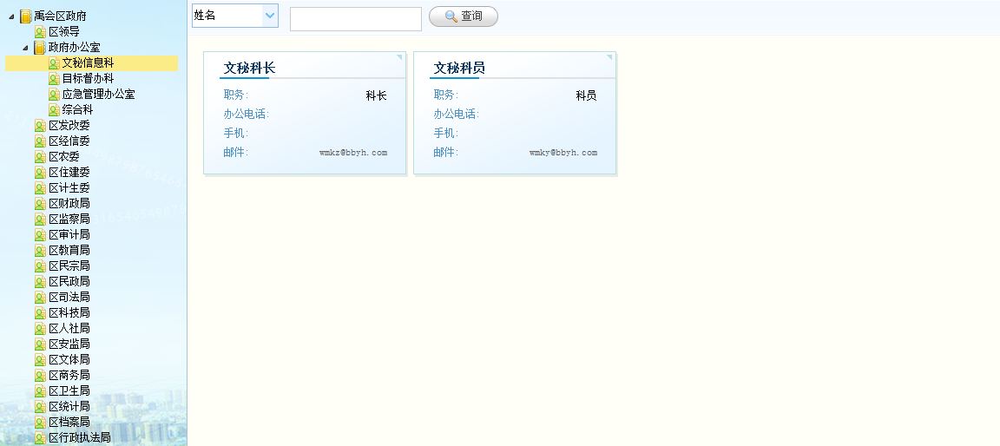 禹会区政府
区领导
政府办公室
文秘信息科
目标督办科
应急管理办公室
综合科
区发改委
区经信委
区农委
区住建委
区计生委
区财政局
区监察局
区审计局
区教育局
区民宗局
区民政局
区司法局
区科技局
区人社局
区安监局
区文体局
区商务局
区卫生局
区统计局
区档案局
区行政执法局
姓名
查询
文秘科长
职务： 科长
办公电话：
手机：
邮件： wmkz@bbyh.com
文秘科员
职务： 科员
办公电话：
手机：
邮件： wmky@bbyh.com